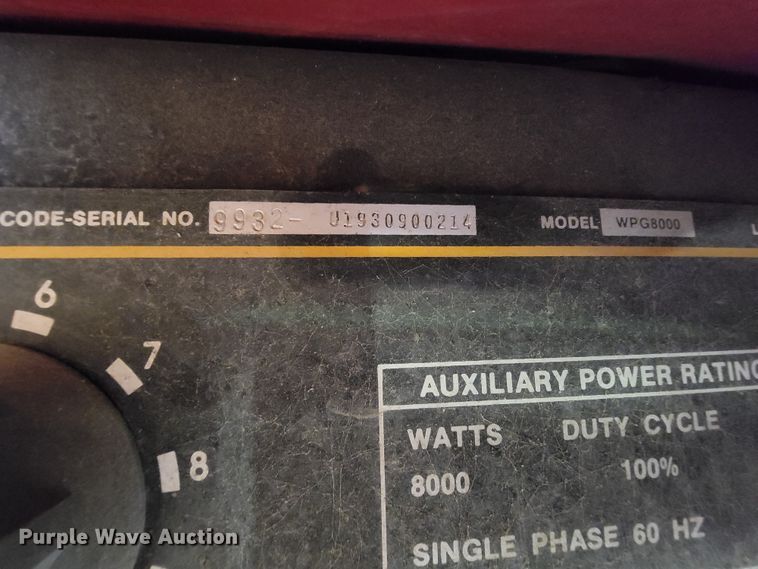 CODE-SERIAL NO. 9932- U1930900214 MODEL WPG8000 L
6
7
8
AUXILIARY POWER RATING
WATTS DUTY CYCLE
8000 100%
SINGLE PHASE 60 HZ
Purple Wave Auction